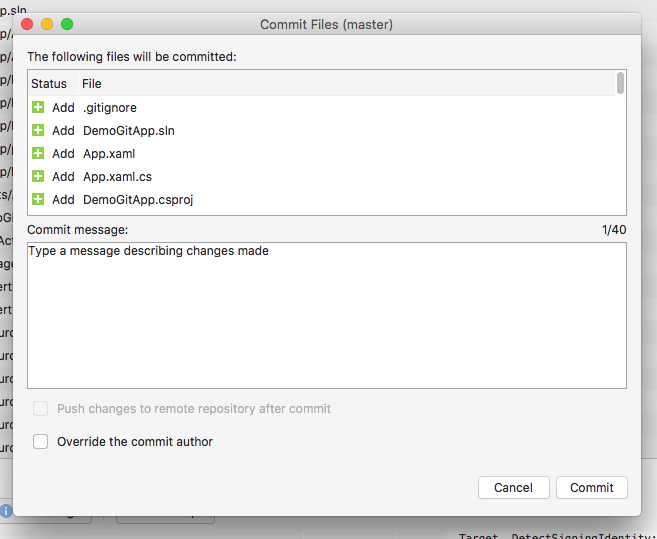 p.sln
Commit Files (master)
The following files will be committed:
Status File
Add .gitignore
Add DemoGitApp.sln
Add App.xaml
Add App.xaml.cs
Add DemoGitApp.csproj
Commit message: 1/40
Type a message describing changes made
Push changes to remote repository after commit
Override the commit author
Cancel Commit
Target _DetectSigningIdentity: